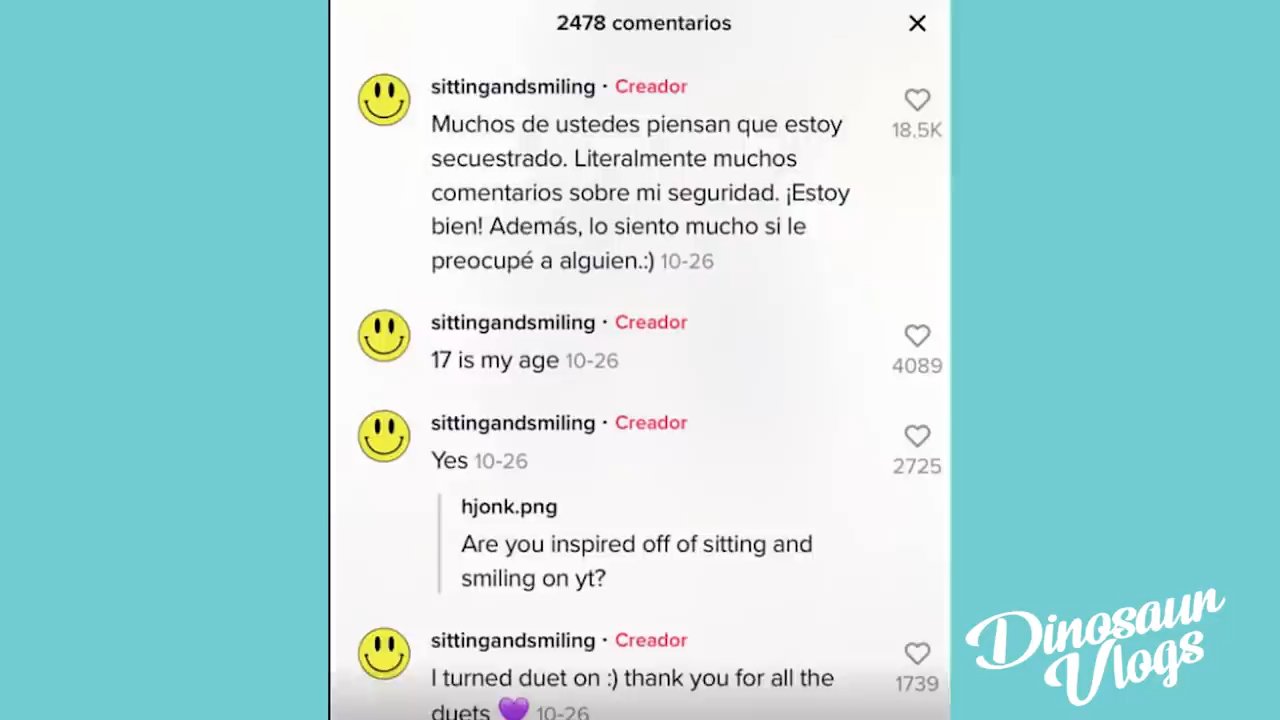 2478 comentarios
sittingandsmiling · Creador
Muchos de ustedes piensan que estoy
secuestrado. Literalmente muchos
comentarios sobre mi seguridad. ¡Estoy
bien! Además, lo siento mucho si le
preocupé a alguien.:) 10-26
18.5K
sittingandsmiling · Creador
17 is my age 10-26
4089
sittingandsmiling · Creador
Yes 10-26
2725
hjonk.png
Are you inspired off of sitting and
smiling on yt?
sittingandsmiling · Creador
I turned duet on :) thank you for all the
duets 💜 10-26
1739
Dinosaur
Vlogs